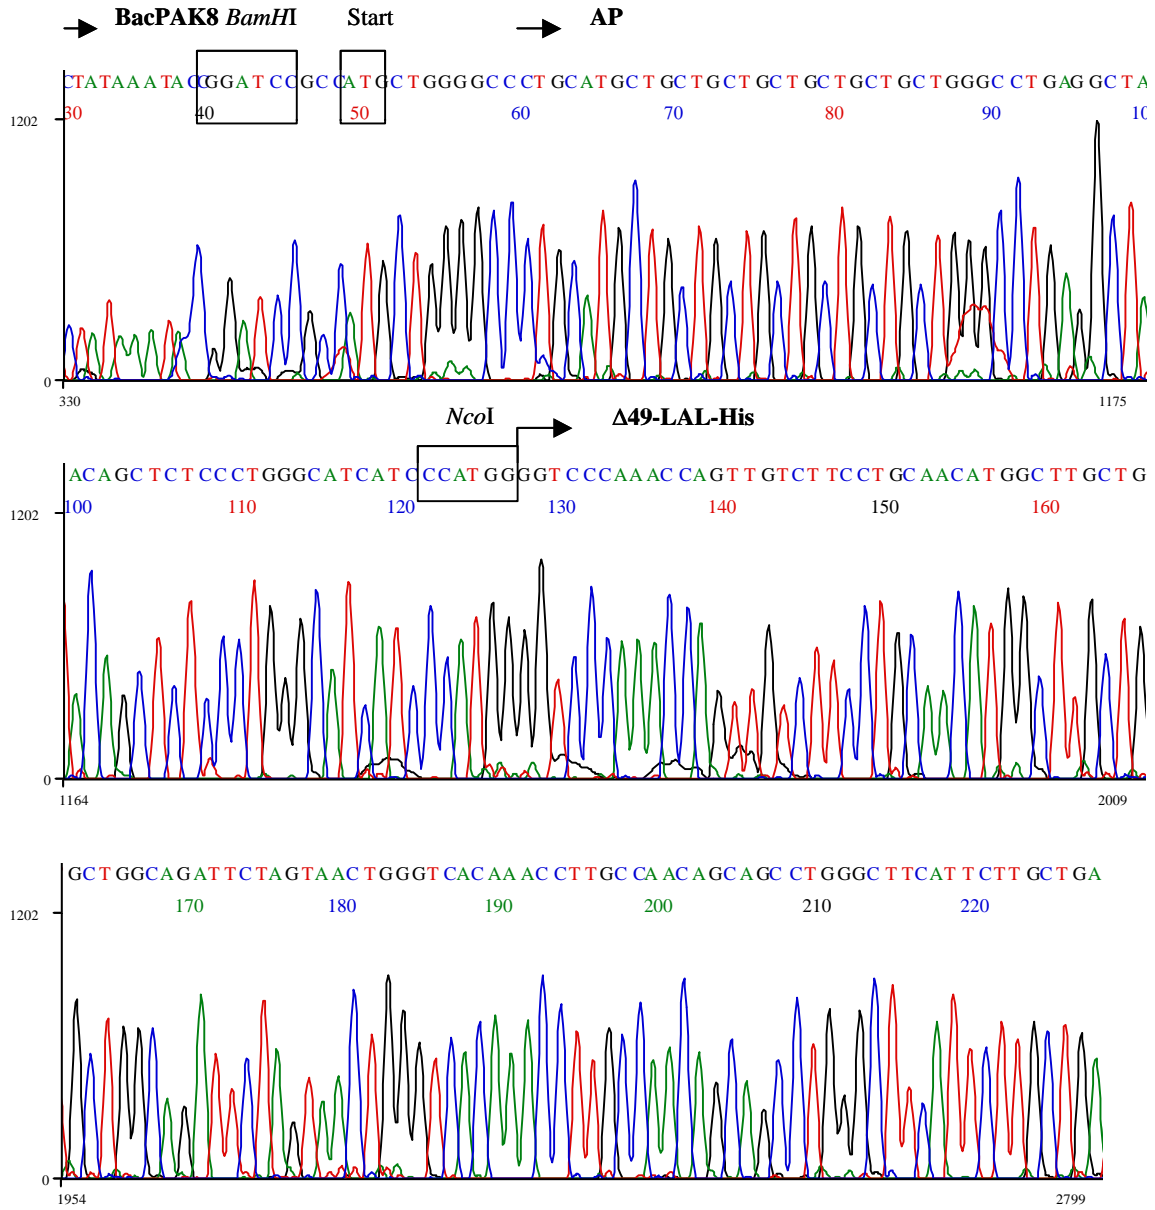 BacPAK8 BamHI Start AP
CTATAAATACCGGATCCGCCATGCTGGGGCCCTGCATGCTGCTGCTGCTGCTGCTGGGCCTGAGGCTA
30 40 50 60 70 80 90 10
1202
0
330 1175
NcoI Δ49-LAL-His
ACAGCTCTCCCTGGGCATCATCCCATGGGGTCCCAAACCAGTTGTCTTCCTGCAACATGGCTTGCTG
100 110 120 130 140 150 160
1202
0
1164 2009
GCTGGCAGATTCTAGTAACTGGGTCACAAACCTTGCCAACAGCAGCCTGGGCTTCATTCTTGCTGA
170 180 190 200 210 220
1202
0
1954 2799